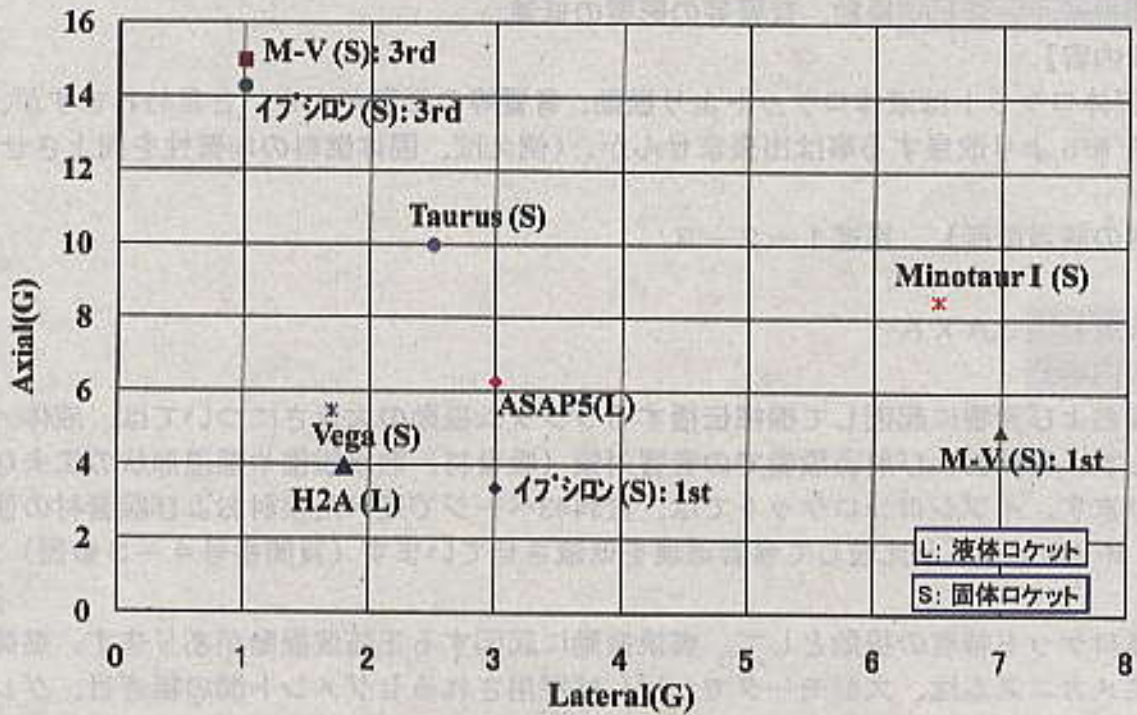 16
14
12
10
8
6
4
2
0
Axial(G)
M-V (S): 3rd
イプシロン (S): 3rd
Taurus (S)
Minotaur I (S)
ASAP5(L)
Vega (S)
H2A (L)
イプシロン (S): 1st
M-V (S): 1st
L: 液体ロケット
S: 固体ロケット
0 1 2 3 4 5 6 7 8
Lateral(G)